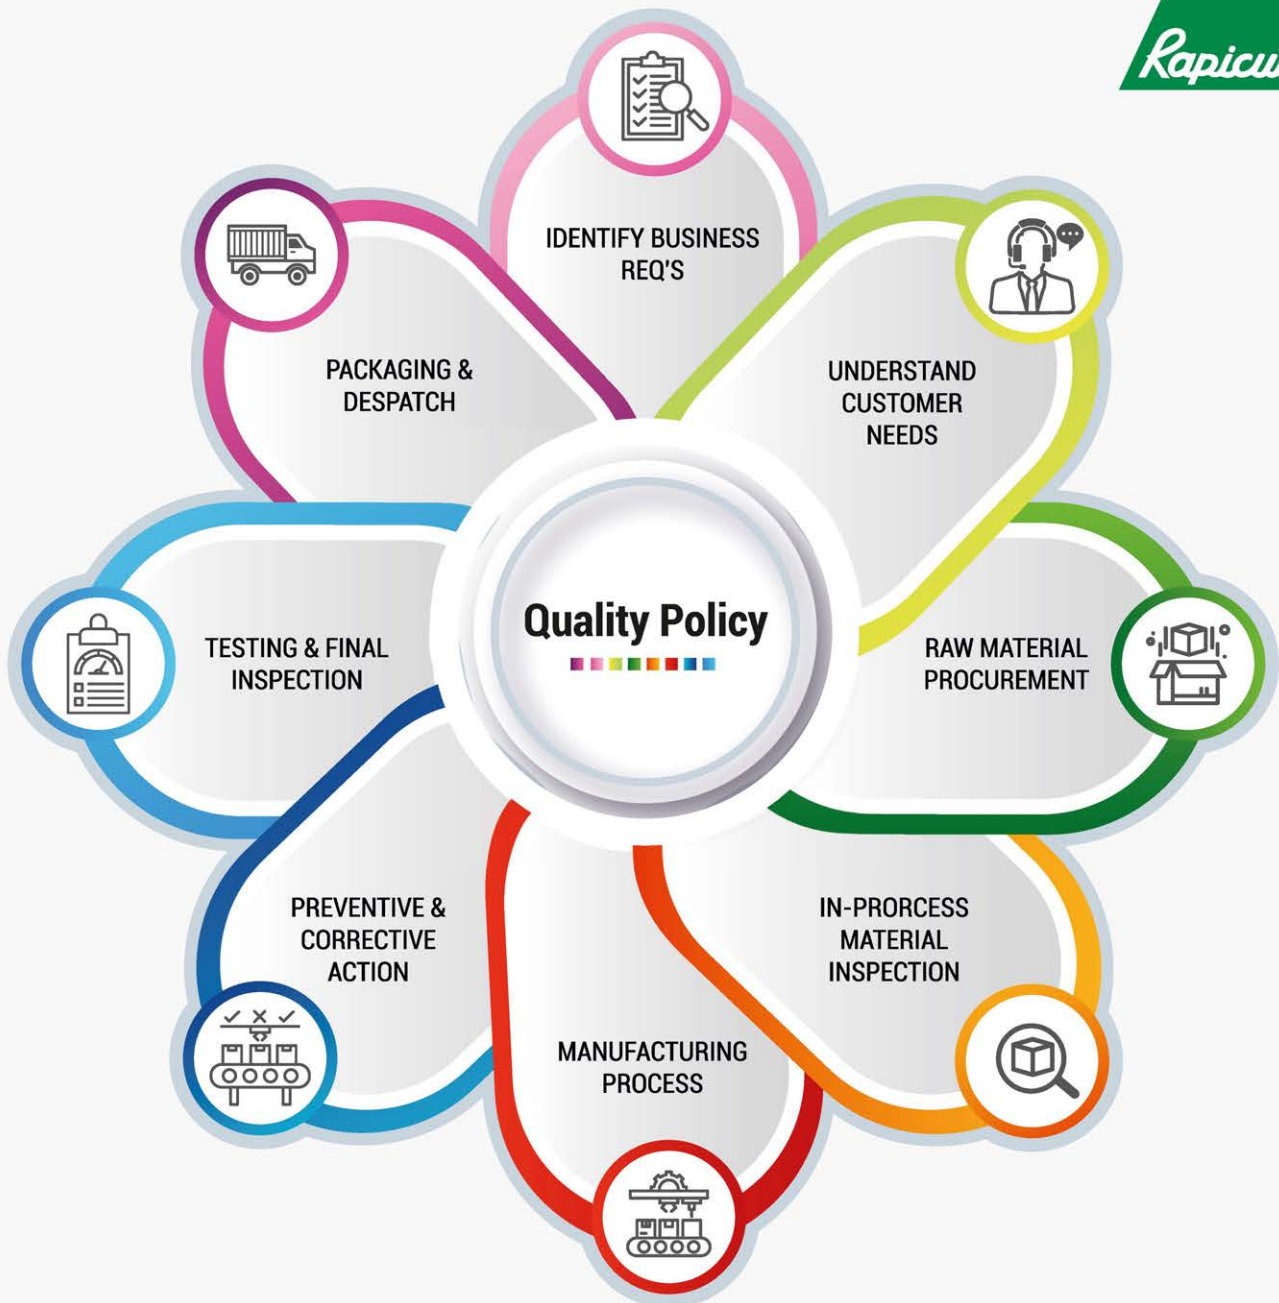 Rapicu
IDENTIFY BUSINESS
REQ'S
UNDERSTAND
CUSTOMER
NEEDS
RAW MATERIAL
PROCUREMENT
IN-PRORCESS
MATERIAL
INSPECTION
MANUFACTURING
PROCESS
PREVENTIVE &
CORRECTIVE
ACTION
TESTING & FINAL
INSPECTION
PACKAGING &
DESPATCH
Quality Policy